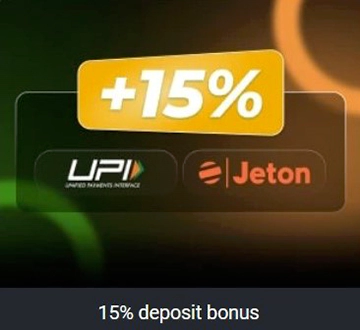 +15%
UPI
UNIFIED PAYMENTS INTERFACE
Jeton
15% deposit bonus